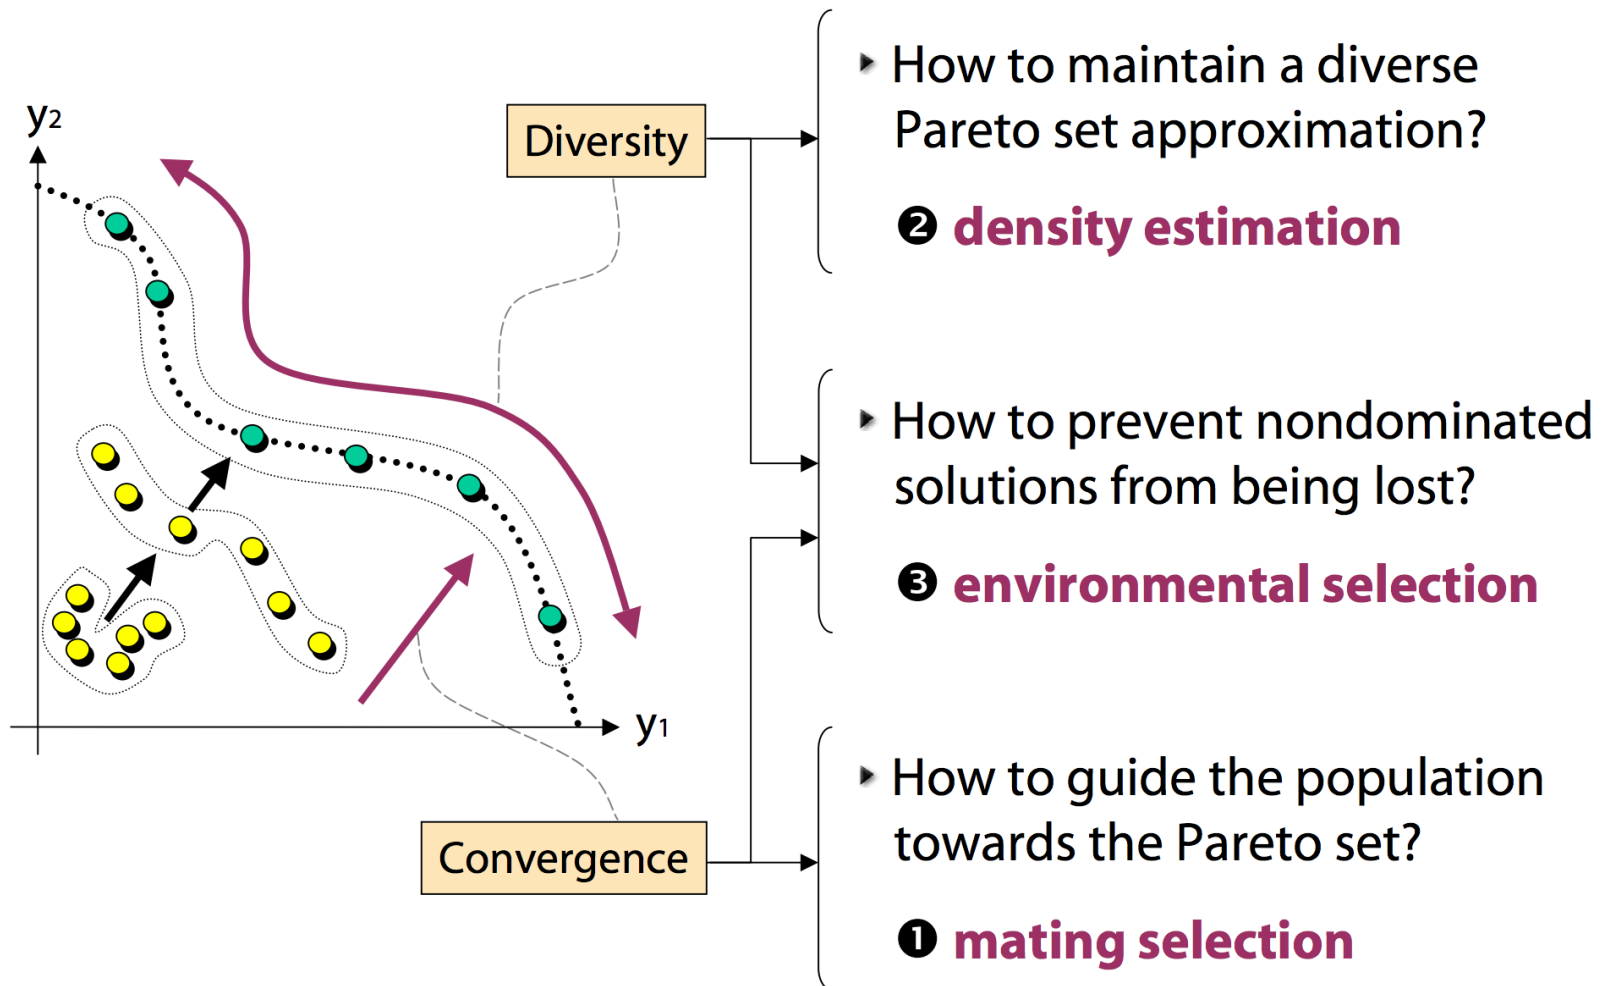 y2
Diversity
y1
Convergence
How to maintain a diverse
Pareto set approximation?
❷ density estimation
How to prevent nondominated
solutions from being lost?
❸ environmental selection
How to guide the population
towards the Pareto set?
❶ mating selection